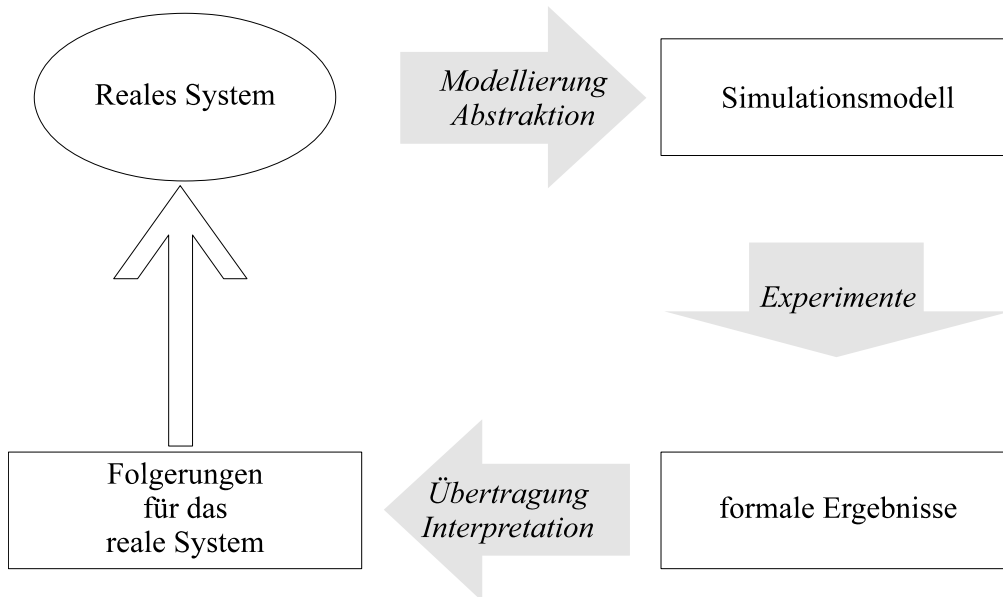 Reales System
Modellierung
Abstraktion
Simulationsmodell
Experimente
formale Ergebnisse
Übertragung
Interpretation
Folgerungen
für das
reale System